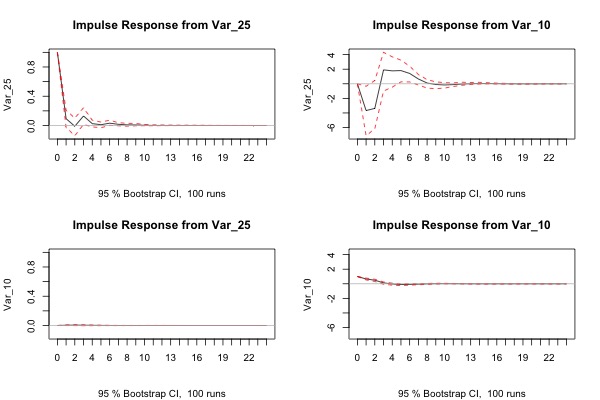 Impulse Response from Var_25
Var_25
0.0 0.4 0.8
0 2 4 6 8 10 13 16 19 22
95 % Bootstrap CI, 100 runs
Impulse Response from Var_10
Var_25
-6 -2 2 4
0 2 4 6 8 10 13 16 19 22
95 % Bootstrap CI, 100 runs
Impulse Response from Var_25
Var_10
0.0 0.4 0.8
0 2 4 6 8 10 13 16 19 22
95 % Bootstrap CI, 100 runs
Impulse Response from Var_10
Var_10
-6 -2 2 4
0 2 4 6 8 10 13 16 19 22
95 % Bootstrap CI, 100 runs